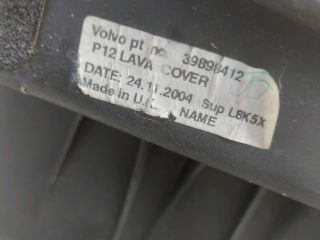 Volvo pt no. 39898412
P12 LAVA COVER
DATE: 24.11.2004 Sup L8K5X
Made in NAME